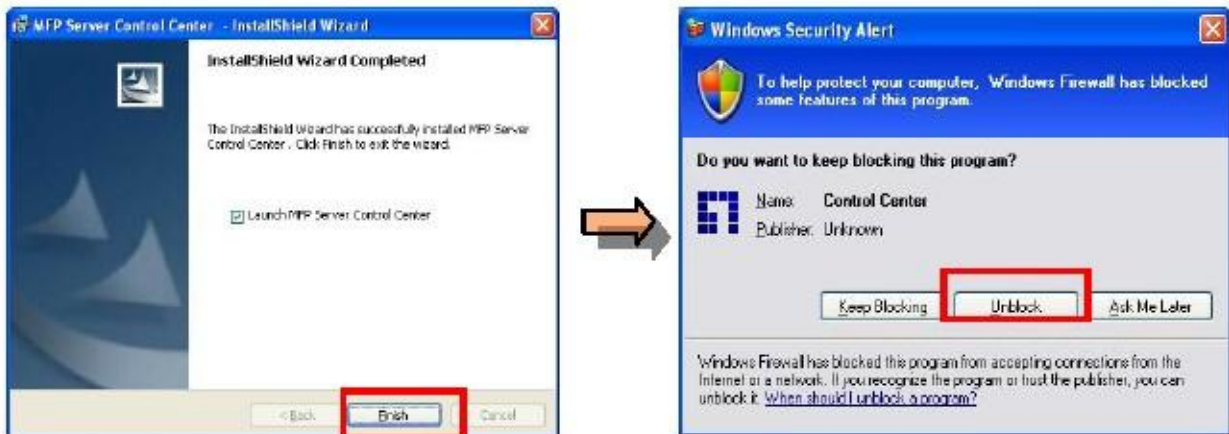 MFP Server Control Center - InstallShield Wizard
InstallShield Wizard Completed
The InstallShield Wizard has successfully installed MFP Server
Control Center . Click Finish to exit the wizard.
Launch MFP Server Control Center
< Back
Finish
Cancel
Windows Security Alert
To help protect your computer, Windows Firewall has blocked
some features of this program.
Do you want to keep blocking this program?
Name: Control Center
Publisher: Unknown
Keep Blocking
Unblock
Ask Me Later
Windows Firewall has blocked this program from accepting connections from the
Internet or a network. If you recognize the program or trust the publisher, you can
unblock it. When should I unblock a program?